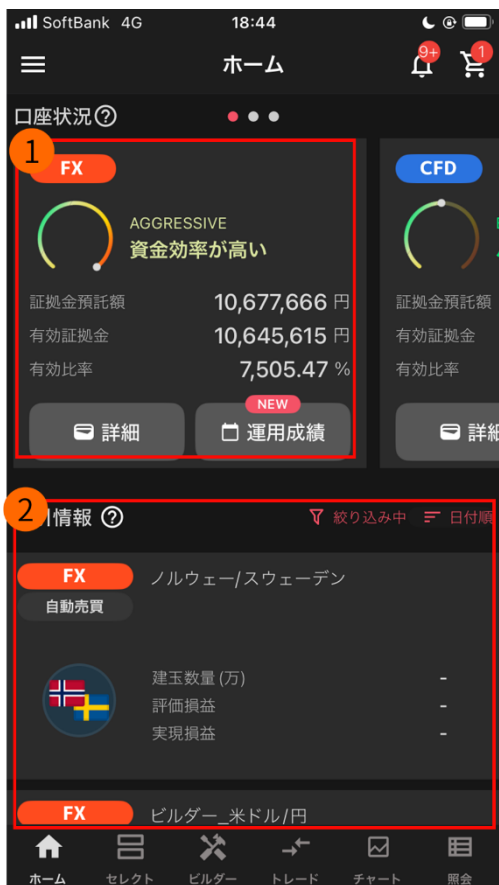 SoftBank 4G 18:44
ホーム 9+ 1
口座状況?
1
FX CFD
AGGRESSIVE
資金効率が高い
証拠金預託額 10,677,666 円 証拠金預託額
有効証拠金 10,645,615 円 有効証拠金
有効比率 7,505.47 % 有効比率
NEW
詳細 運用成績 詳細
2
情報 ? 絞り込み中 日付順
FX ノルウェー/スウェーデン
自動売買
建玉数量(万) -
評価損益 -
実現損益 -
FX ビルダー_米ドル/円
ホーム セレクト ビルダー トレード チャート 照会